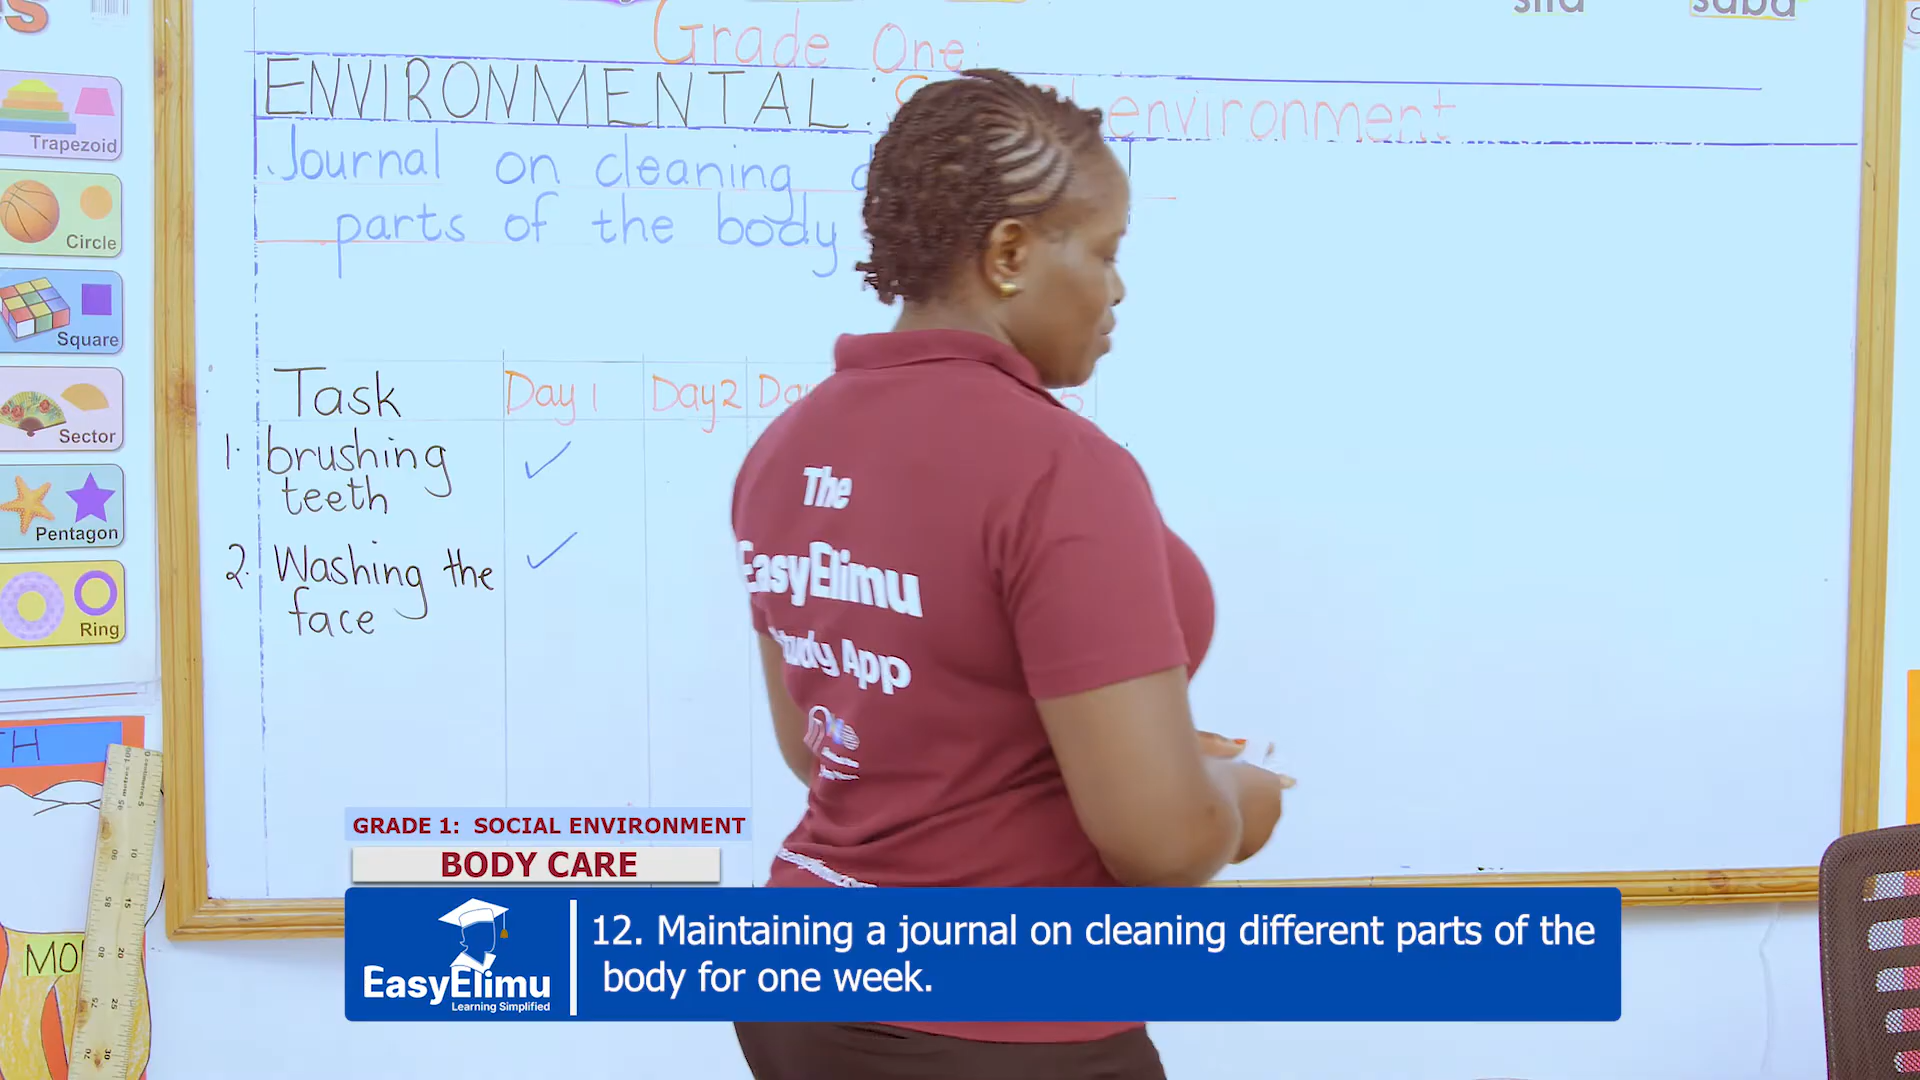 Grade One
ENVIRONMENTAL : environment
Journal on cleaning
parts of the body
Task Day 1 Day2
1. brushing
teeth
2. Washing the
face
Trapezoid
Circle
Square
Sector
Pentagon
Ring
The
EasyElimu
Study App
GRADE 1: SOCIAL ENVIRONMENT
BODY CARE
EasyElimu
Learning Simplified
12. Maintaining a journal on cleaning different parts of the
body for one week.